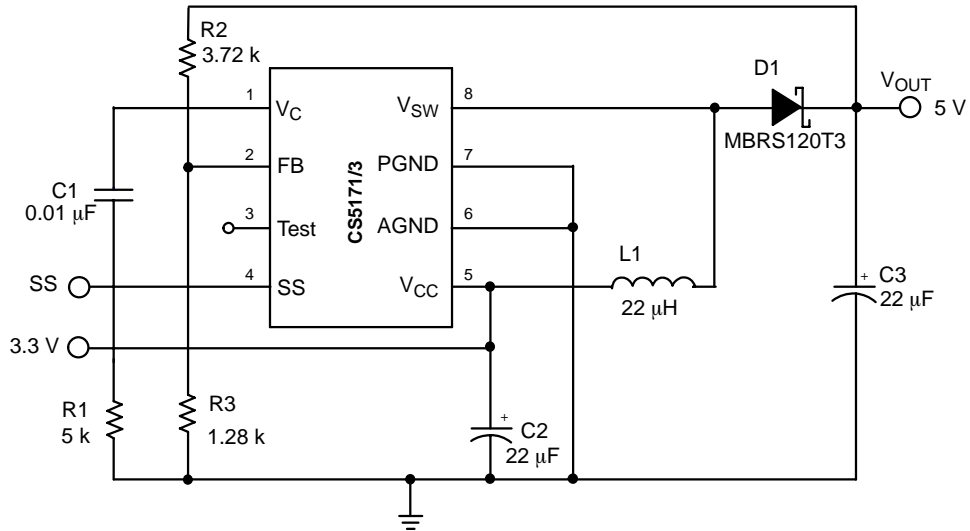 R2
3.72 k
D1
V_OUT
1
V_C
V_SW
8
5 V
MBRS120T3
2
FB
PGND
7
C1
0.01 μF
CS5171/3
3
Test
AGND
6
L1
SS
4
SS
V_CC
5
22 μH
+
C3
22 μF
3.3 V
R1
5 k
R3
1.28 k
+
C2
22 μF